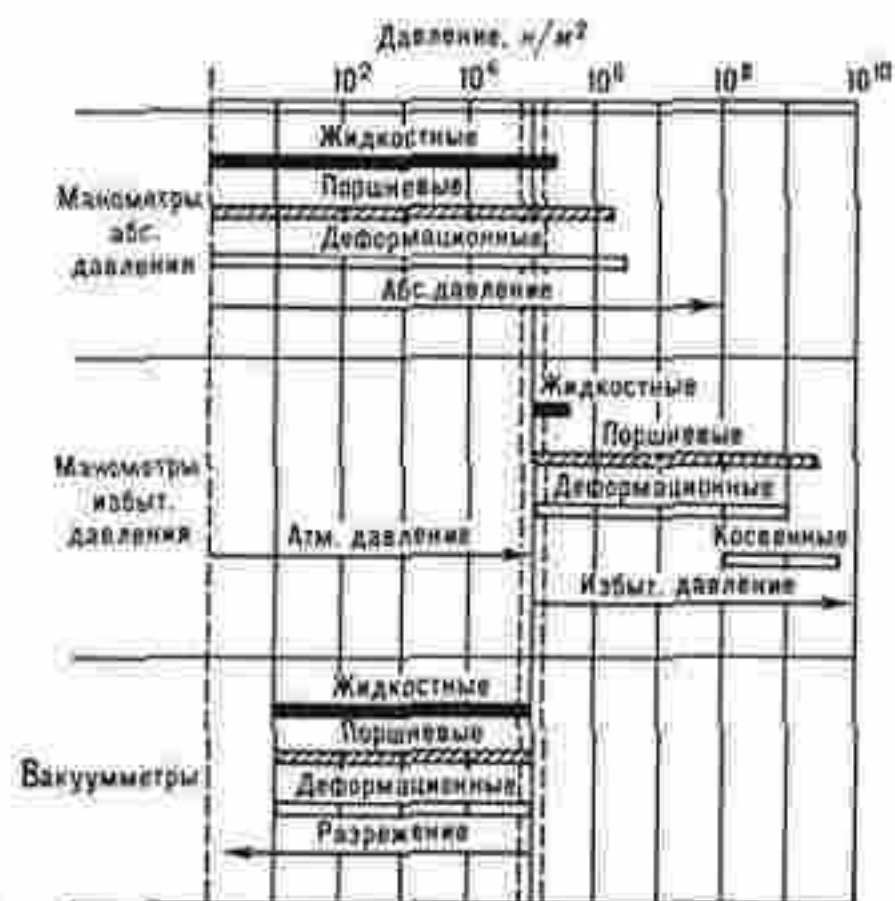 Давление, н/м²
1 10² 10⁴ 10⁶ 10⁸ 10¹⁰
Жидкостные
Поршневые
Манометры
абс.
давления
Деформационные
Абс. давление
Жидкостные
Поршневые
Манометры
избыт.
давления
Деформационные
Атм. давление
Косвенные
Избыт. давление
Жидкостные
Поршневые
Вакуумметры
Деформационные
Разрежение